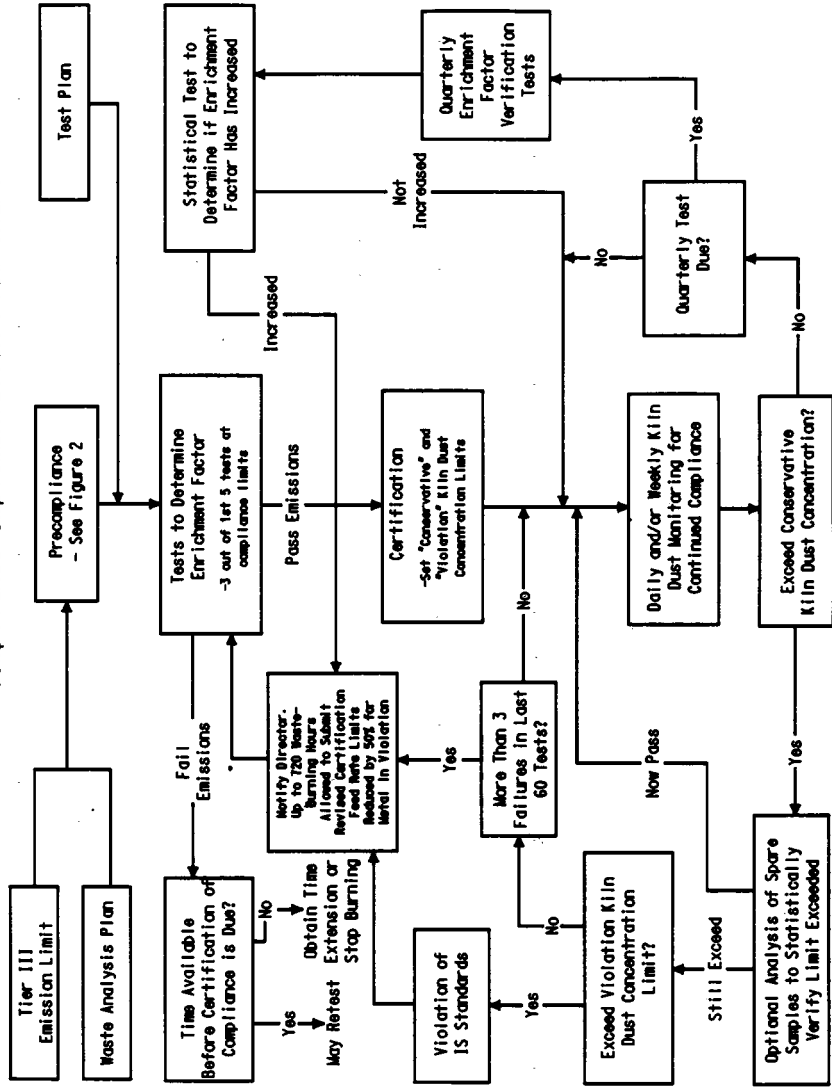 Tier III
Emission Limit
Waste Analysis Plan
Precompliance
- See Figure 2
Test Plan
Time Available
Before Certification of
Compliance is Due?
Yes
May Retest
No
Obtain Time
Extension or
Stop Burning
Fail
Emissions
Tests to Determine
Enrichment Factor
-3 out of 1st 5 tests at
compliance limits
Pass Emissions
Statistical Test to
Determine if Enrichment
Factor Has Increased
Increased
Not
Increased
Notify Director.
Up to 720 Waste-
Burning Hours
Allowed to Submit
Revised Certification
Feed Rate Limits
Reduced by 50% for
Metal in Violation
Certification
-Set "Conservative" and
"Violation" Kiln Dust
Concentration Limits
Quarterly
Enrichment
Factor
Verification
Tests
Violation of
IS Standards
Yes
More Than 3
Failures in Last
60 Tests?
No
Yes
Exceed Violation Kiln
Dust Concentration
Limit?
No
Yes
Daily and/or Weekly Kiln
Dust Monitoring for
Continued Compliance
Quarterly Test
Due?
No
Still Exceed
Now Pass
Optional Analysis of Spare
Samples to Statistically
Verify Limit Exceeded
Yes
Exceed Conservative
Kiln Dust Concentration?
No